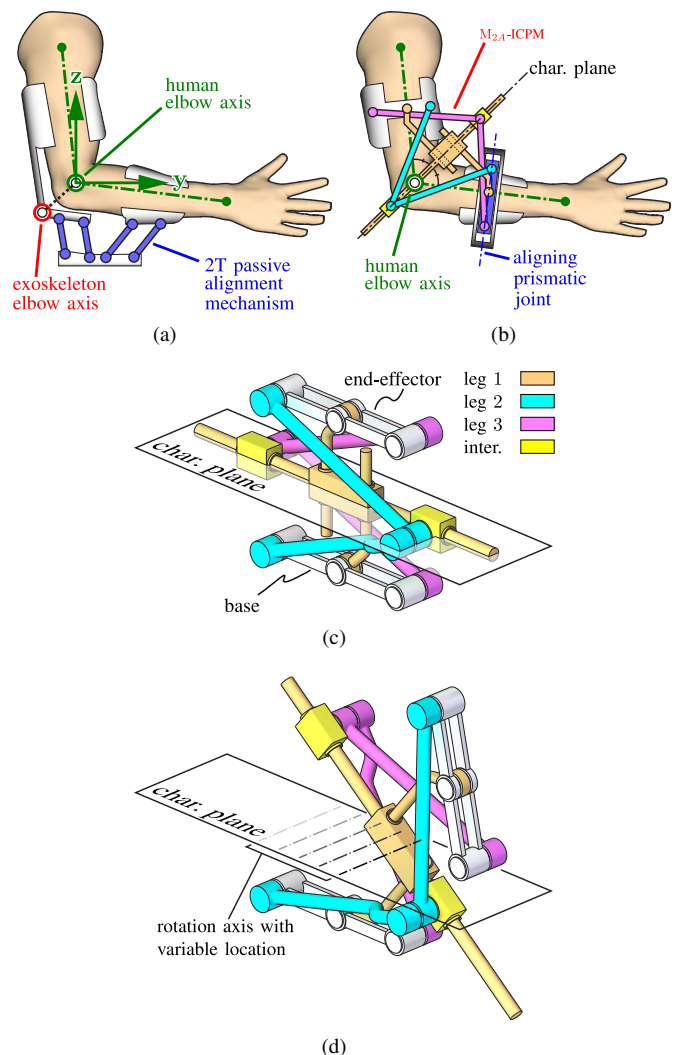 z
human
elbow axis
y
exoskeleton
elbow axis
2T passive
alignment
mechanism
(a)
M2A-ICPM
char. plane
human
elbow axis
aligning
prismatic
joint
(b)
end-effector
leg 1
leg 2
leg 3
inter.
char. plane
base
(c)
char. plane
rotation axis with
variable location
(d)